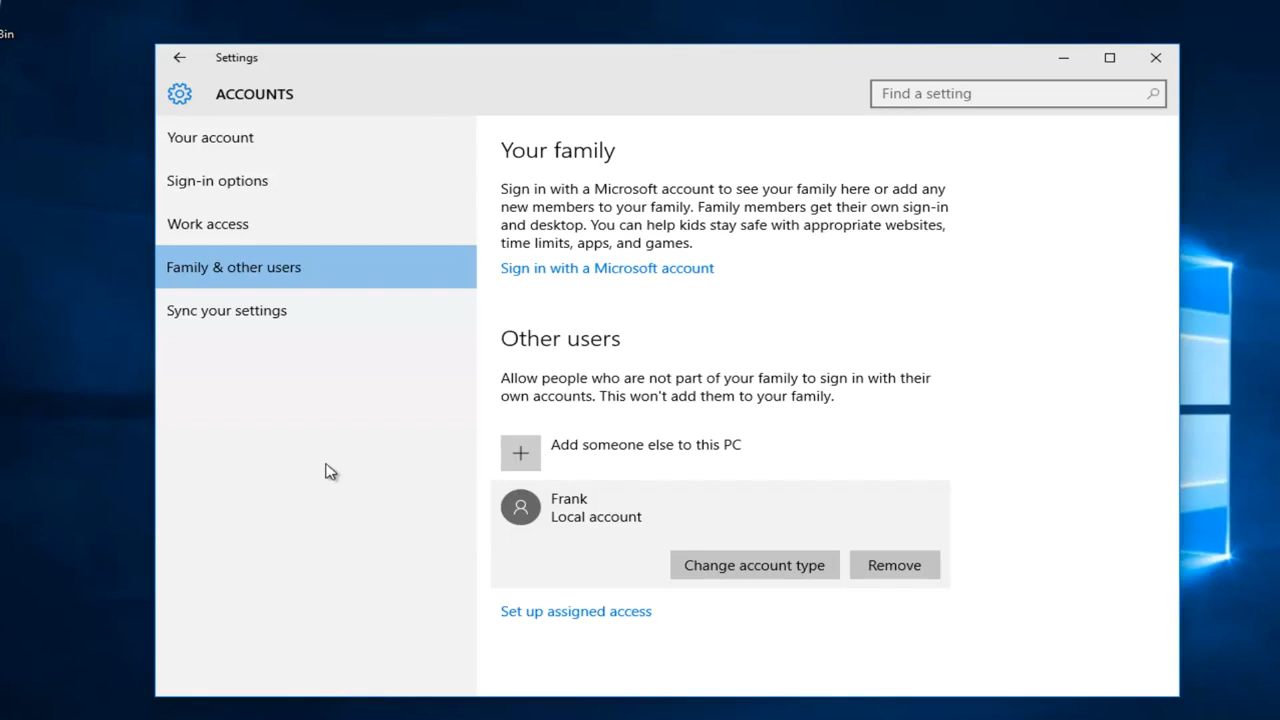 Bin
Settings
ACCOUNTS
Find a setting
Your account
Sign-in options
Work access
Family & other users
Sync your settings
Your family
Sign in with a Microsoft account to see your family here or add any
new members to your family. Family members get their own sign-in
and desktop. You can help kids stay safe with appropriate websites,
time limits, apps, and games.
Sign in with a Microsoft account
Other users
Allow people who are not part of your family to sign in with their
own accounts. This won't add them to your family.
Add someone else to this PC
Frank
Local account
Change account type
Remove
Set up assigned access